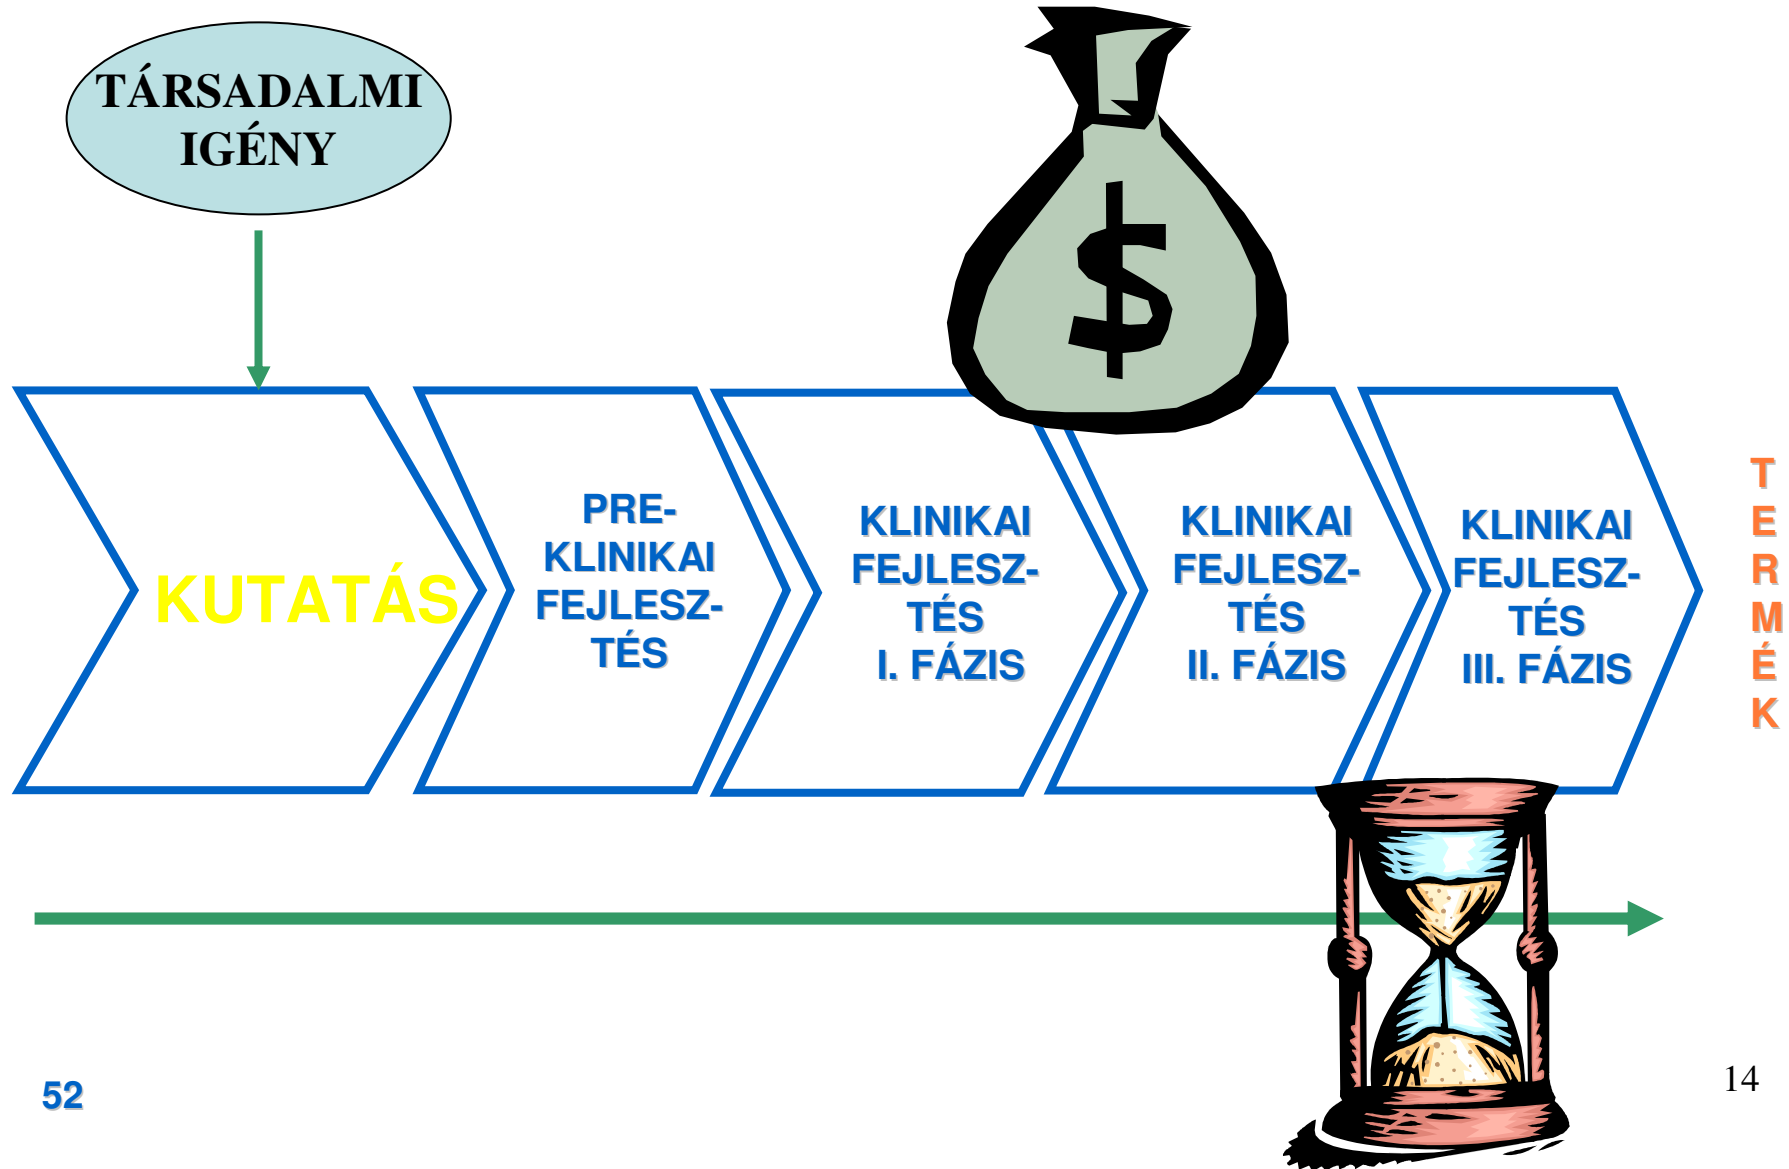 TÁRSADALMI
IGÉNY
$
KUTATÁS
PRE-
KLINIKAI
FEJLESZ-
TÉS
KLINIKAI
FEJLESZ-
TÉS
I. FÁZIS
KLINIKAI
FEJLESZ-
TÉS
II. FÁZIS
KLINIKAI
FEJLESZ-
TÉS
III. FÁZIS
T
E
R
M
É
K
52
14